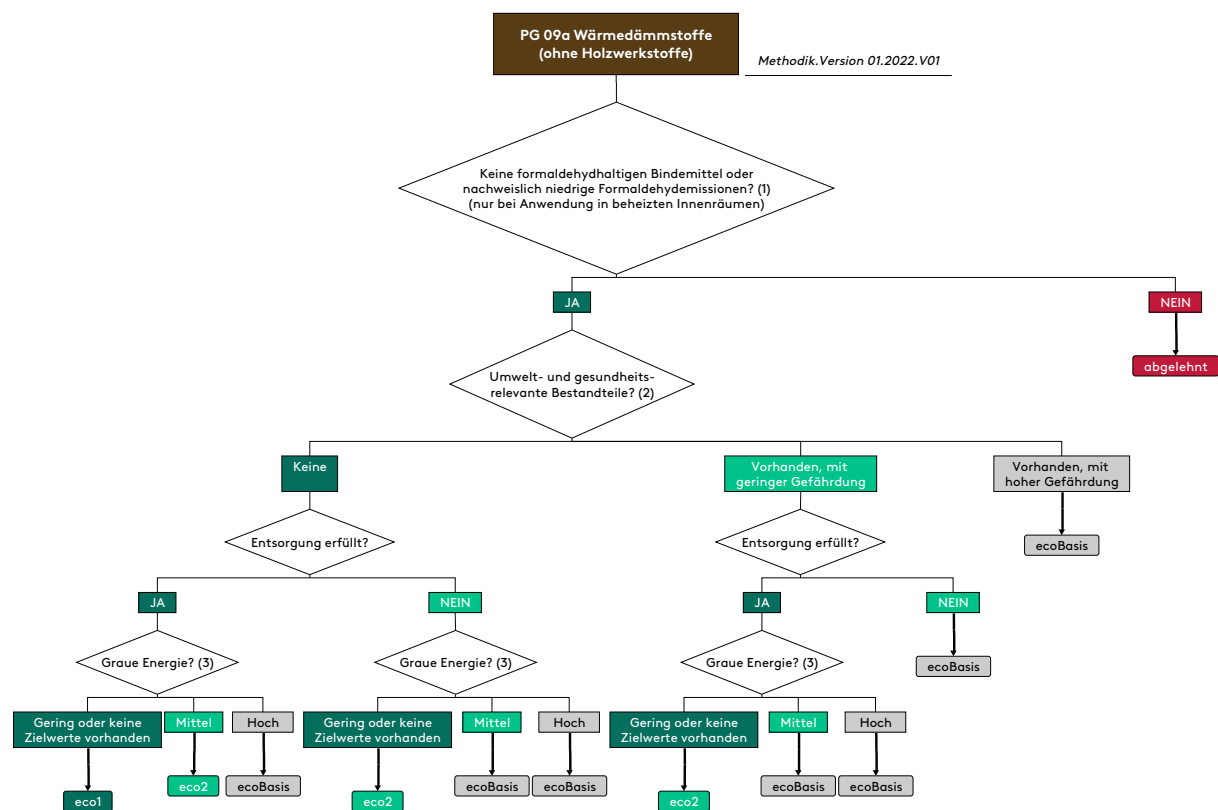 PG 09a Wärmedämmstoffe
(ohne Holzwerkstoffe)
Methodik.Version 01.2022.V01
Keine formaldehydhaltigen Bindemittel oder
nachweislich niedrige Formaldehydemissionen? (1)
(nur bei Anwendung in beheizten Innenräumen)
JA
NEIN
abgelehnt
Umwelt- und gesundheits-
relevante Bestandteile? (2)
Keine
Vorhanden, mit
geringer Gefährdung
Vorhanden, mit
hoher Gefährdung
ecoBasis
Entsorgung erfüllt?
Entsorgung erfüllt?
JA
NEIN
JA
NEIN
ecoBasis
Graue Energie? (3)
Graue Energie? (3)
Graue Energie? (3)
Gering oder keine
Zielwerte vorhanden
Mittel
Hoch
Gering oder keine
Zielwerte vorhanden
Mittel
Hoch
Gering oder keine
Zielwerte vorhanden
Mittel
Hoch
eco1
eco2
ecoBasis
eco2
ecoBasis
ecoBasis
eco2
ecoBasis
ecoBasis